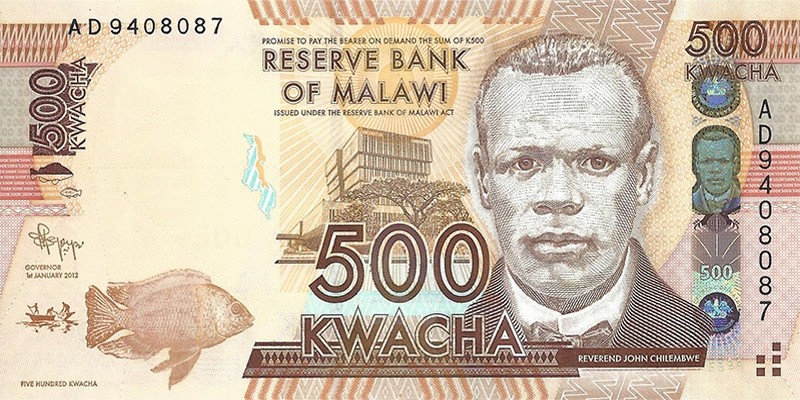 AD9408087
PROMISE TO PAY THE BEARER ON DEMAND THE SUM OF K500
RESERVE BANK
OF MALAWI
ISSUED UNDER THE RESERVE BANK OF MALAWI ACT
500
KWACHA
500
KWACHA
AD9408087
500
GOVERNOR
1st JANUARY 2012
500
KWACHA
REVEREND JOHN CHILEMBWE
FIVE HUNDRED KWACHA